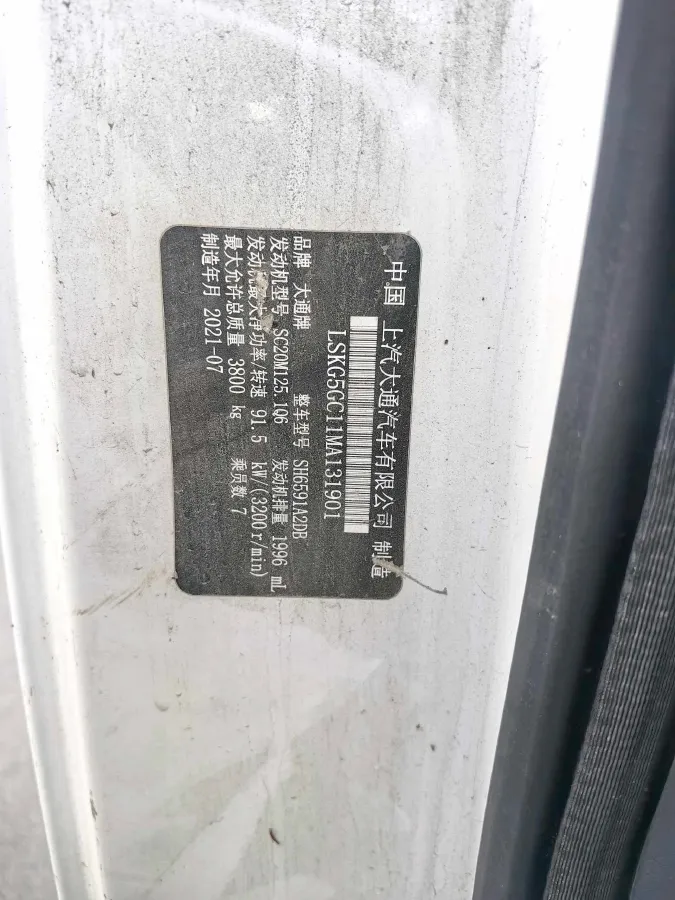 中国 上汽大通汽车有限公司 制造
LSKG5GC11MA131901
品牌 大通牌 整车型号 SH6591A2DB
发动机型号 SC20M125.1Q6 发动机排量 1996 mL
发动机最大净功率/转速 91.5 kW/(3200r/min)
最大允许总质量 3800 kg 乘员数 7
制造年月 2021-07